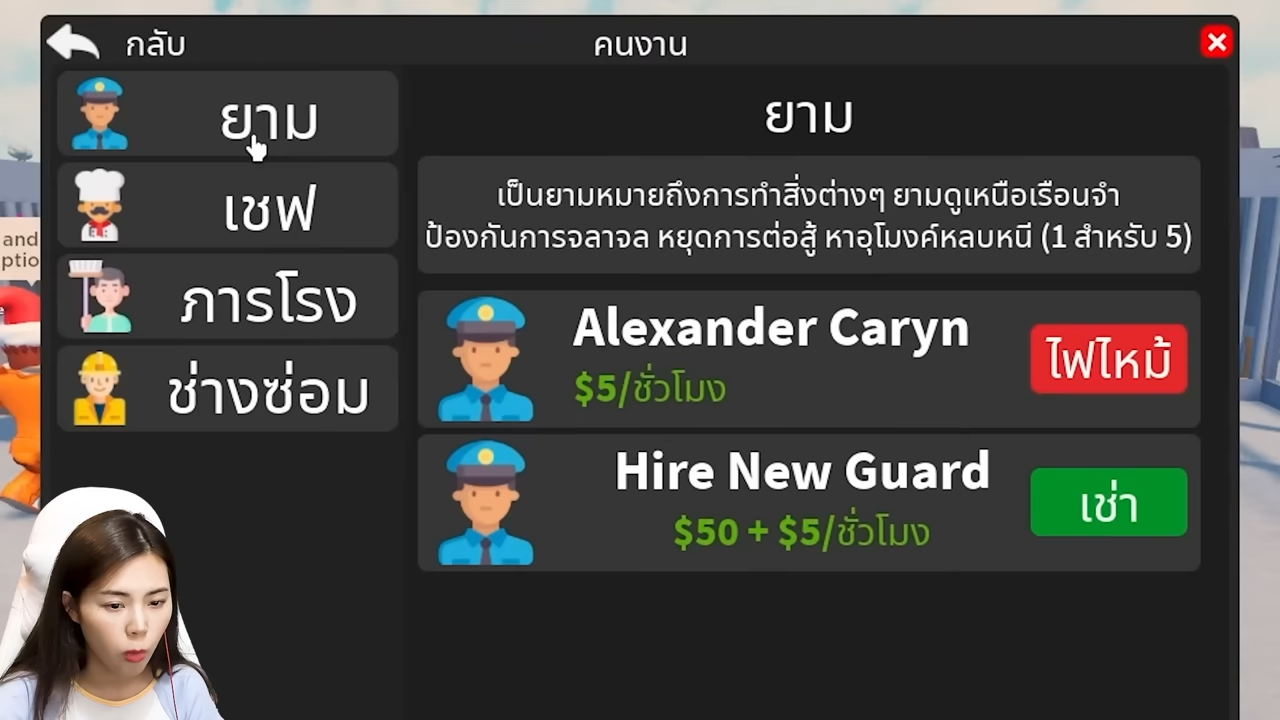 กลับ
คนงาน
ยาม
เชฟ
ภารโรง
ช่างซ่อม
ยาม
เป็นยามหมายถึงการทำสิ่งต่างๆ ยามดูเหนือเรือนจำ
ป้องกันการจลาจล หยุดการต่อสู้ หาอุโมงค์หลบหนี (1 สำหรับ 5)
Alexander Caryn
$5/ชั่วโมง
ไฟไหม้
Hire New Guard
$50 + $5/ชั่วโมง
เช่า
and
ptio